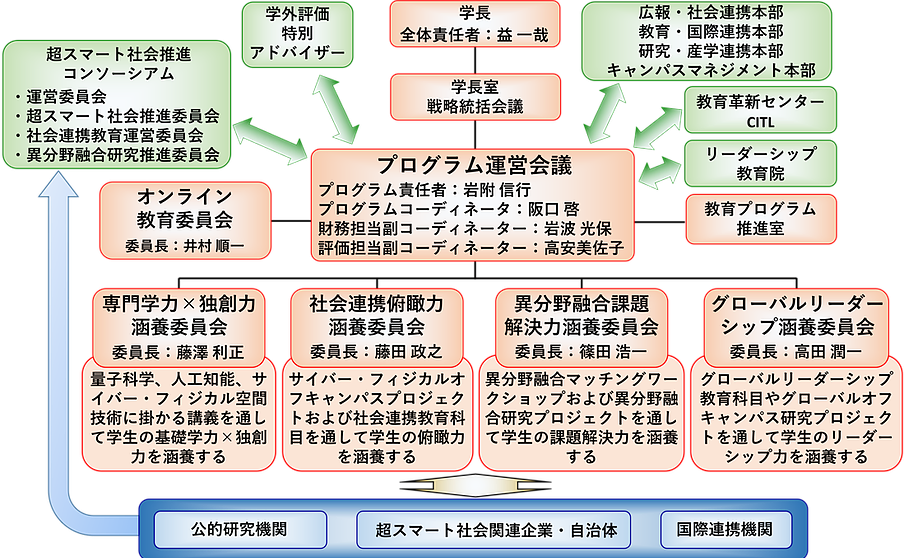 学外評価
特別
アドバイザー
学長
全体責任者：益 一哉
広報・社会連携本部
教育・国際連携本部
研究・産学連携本部
キャンパスマネジメント本部
超スマート社会推進
コンソーシアム
・運営委員会
・超スマート社会推進委員会
・社会連携教育運営委員会
・異分野融合研究推進委員会
学長室
戦略統括会議
教育革新センター
CITL
リーダーシップ
教育院
プログラム運営会議
プログラム責任者：岩附 信行
プログラムコーディネータ：阪口 啓
財務担当副コーディネーター：岩波 光保
評価担当副コーディネーター：高安美佐子
オンライン
教育委員会
委員長：井村 順一
教育プログラム
推進室
専門学力×独創力
涵養委員会
委員長：藤澤 利正
量子科学、人工知能、サ
イバー・フィジカル空間
技術に掛かる講義を通し
て学生の基礎学力×独創
力を涵養する
社会連携俯瞰力
涵養委員会
委員長：藤田 政之
サイバー・フィジカルオ
フキャンパスプロジェク
トおよび社会連携教育科
目を通して学生の俯瞰力
を涵養する
異分野融合課題
解決力涵養委員会
委員長：篠田 浩一
異分野融合マッチングワ
ークショップおよび異分野融
合研究プロジェクトを通し
て学生の課題解決力を涵養
する
グローバルリーダー
シップ涵養委員会
委員長：高田 潤一
グローバルリーダーシップ
教育科目やグローバルオフ
キャンパス研究プロジェク
トを通して学生のリーダー
シップ力を涵養する
公的研究機関
超スマート社会関連企業・自治体
国際連携機関